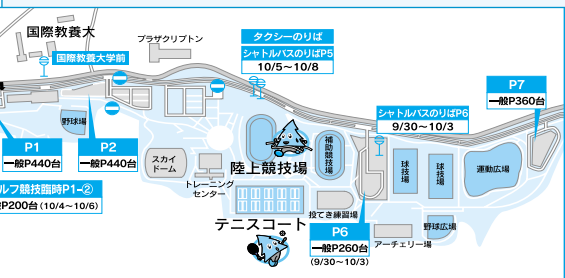 国際教養大
プラザクリプトン
国際教養大学前
タクシーのりば
シャトルバスのりばP5
10/5〜10/8
P7
一般P360台
シャトルバスのりばP6
9/30〜10/3
野球場
P1
一般P440台
P2
一般P440台
スカイ
ドーム
トレーニング
センター
陸上競技場
補助競技場
球技場
球技場
運動広場
ルフ競技臨時P1-②
P200台(10/4〜10/6)
テニスコート
投てき練習場
P6
一般P260台
(9/30〜10/3)
アーチェリー場
野球広場